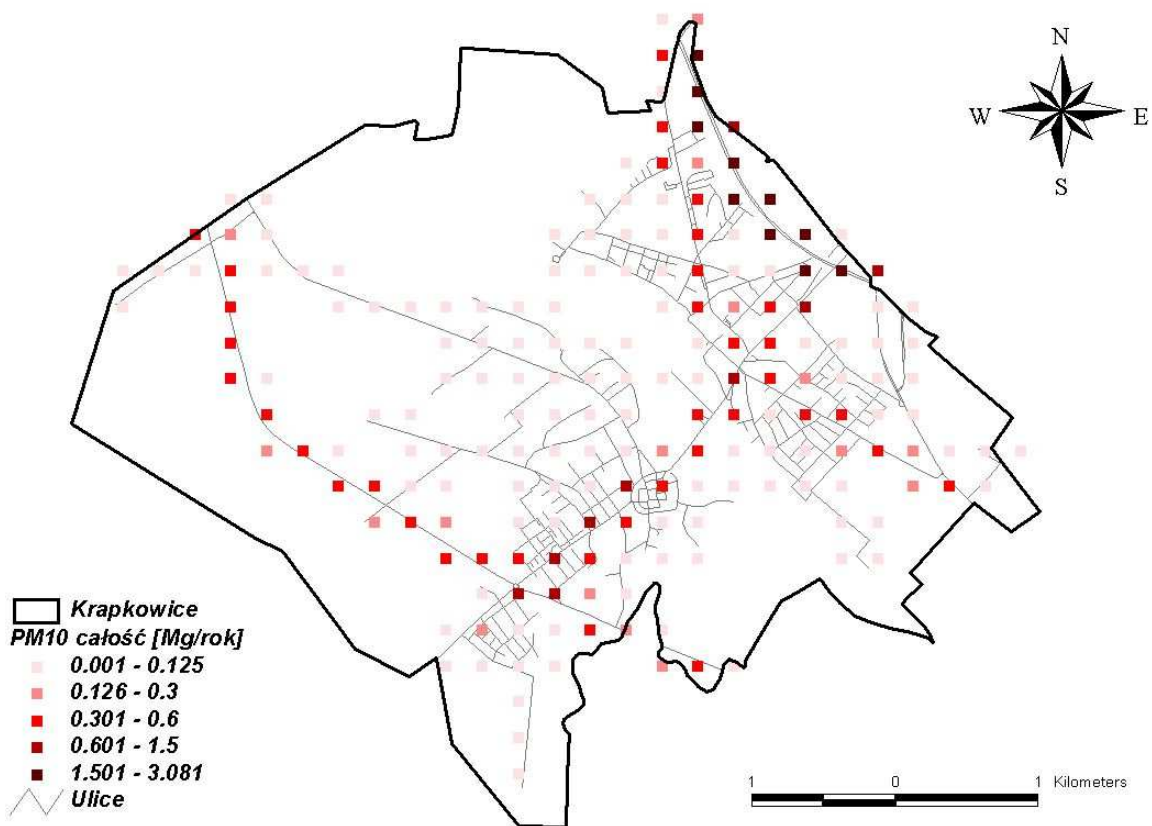 N
W E
S
Krapkowice
PM10 całość [Mg/rok]
0.001 - 0.125
0.126 - 0.3
0.301 - 0.6
0.601 - 1.5
1.501 - 3.081
Ulice
1 0 1 Kilometers